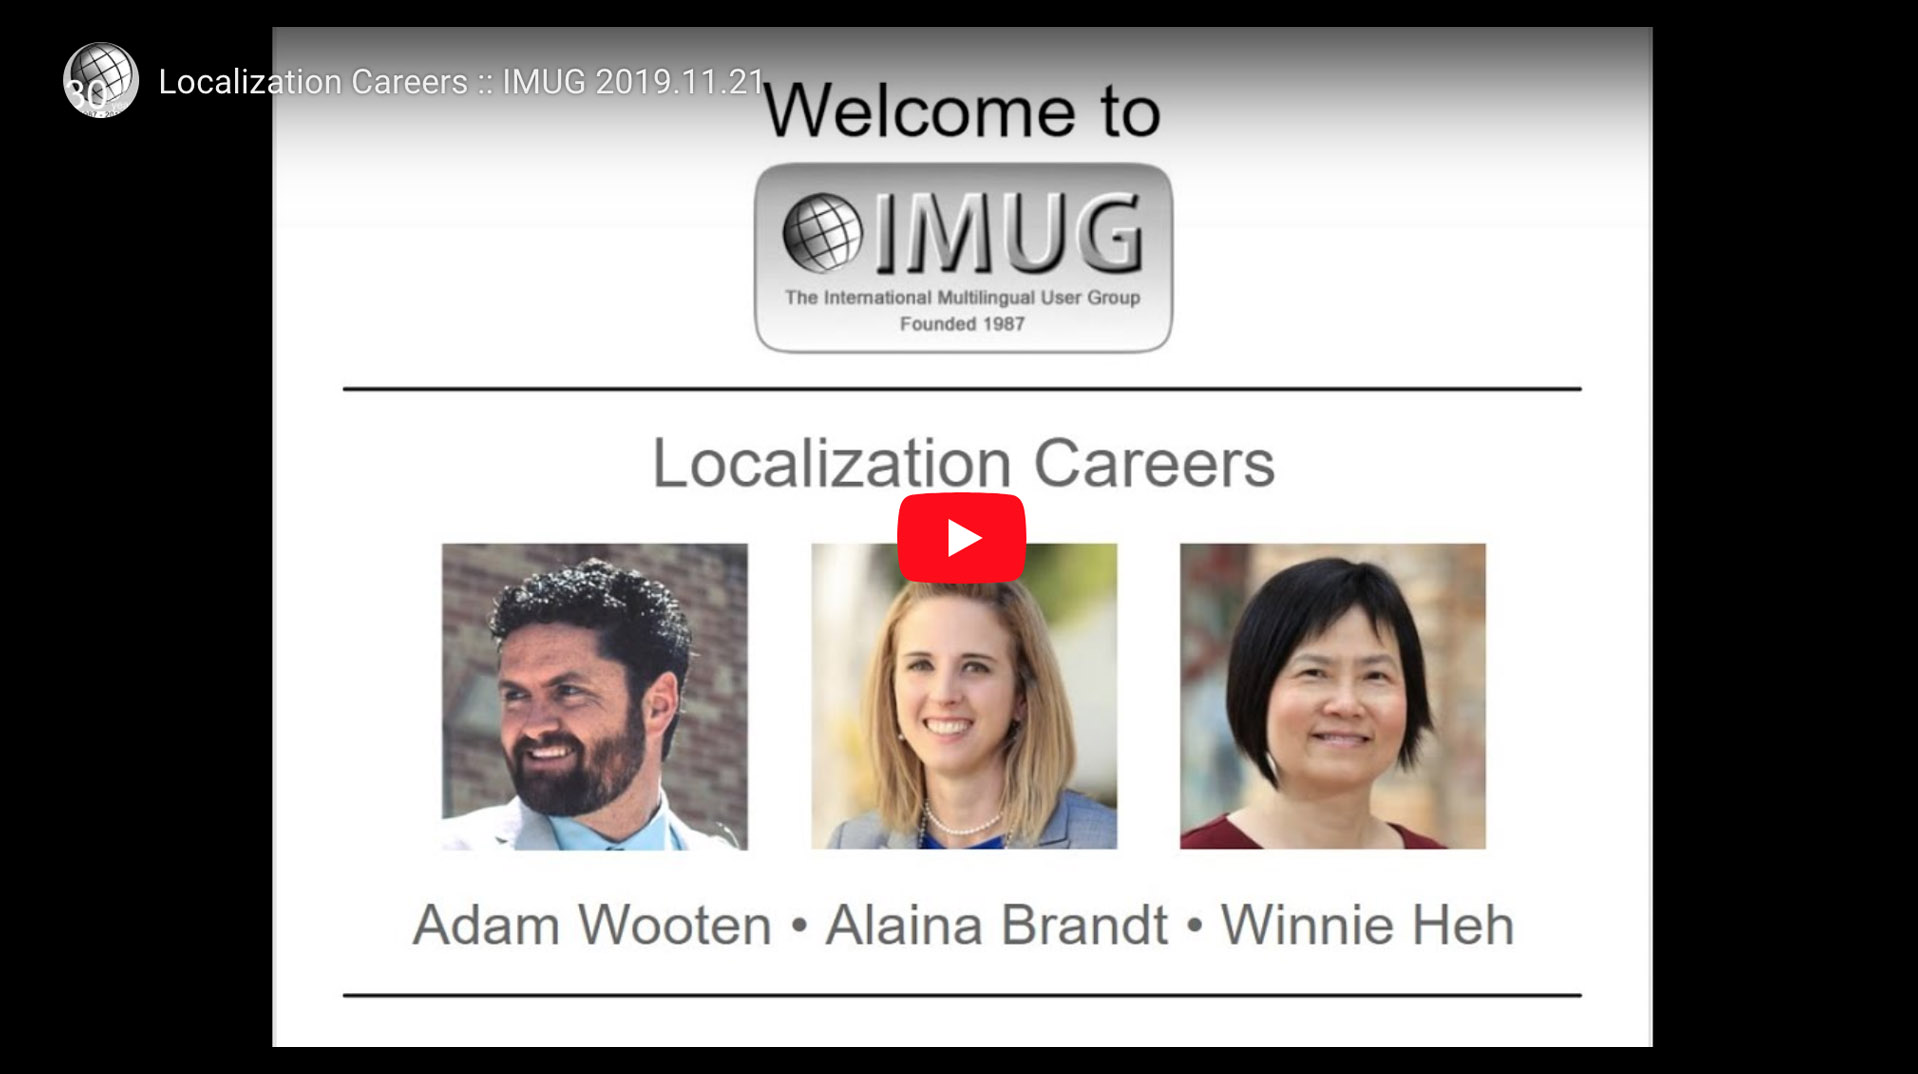 Localization Careers :: IMUG 2019.11.21
30
Welcome to
IMUG
The International Multilingual User Group
Founded 1987
Localization Careers
Adam Wooten • Alaina Brandt • Winnie Heh